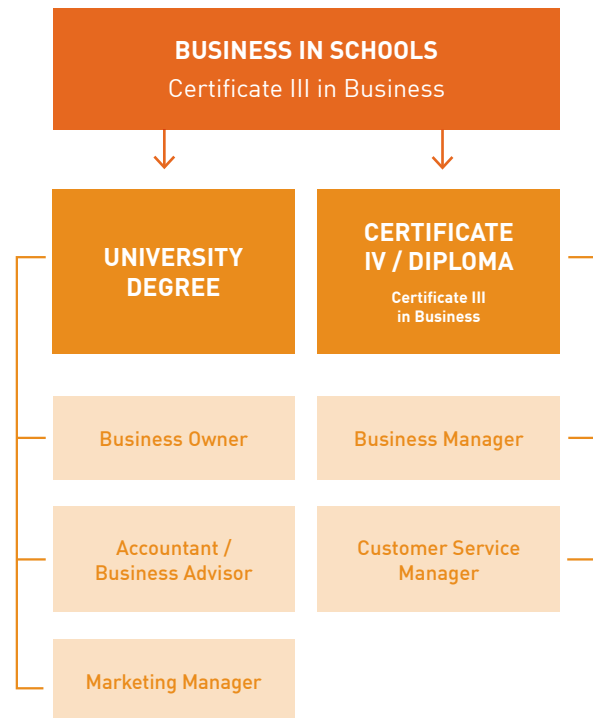 BUSINESS IN SCHOOLS
Certificate III in Business
UNIVERSITY
DEGREE
CERTIFICATE
IV / DIPLOMA
Certificate III
in Business
Business Owner
Business Manager
Accountant /
Business Advisor
Customer Service
Manager
Marketing Manager